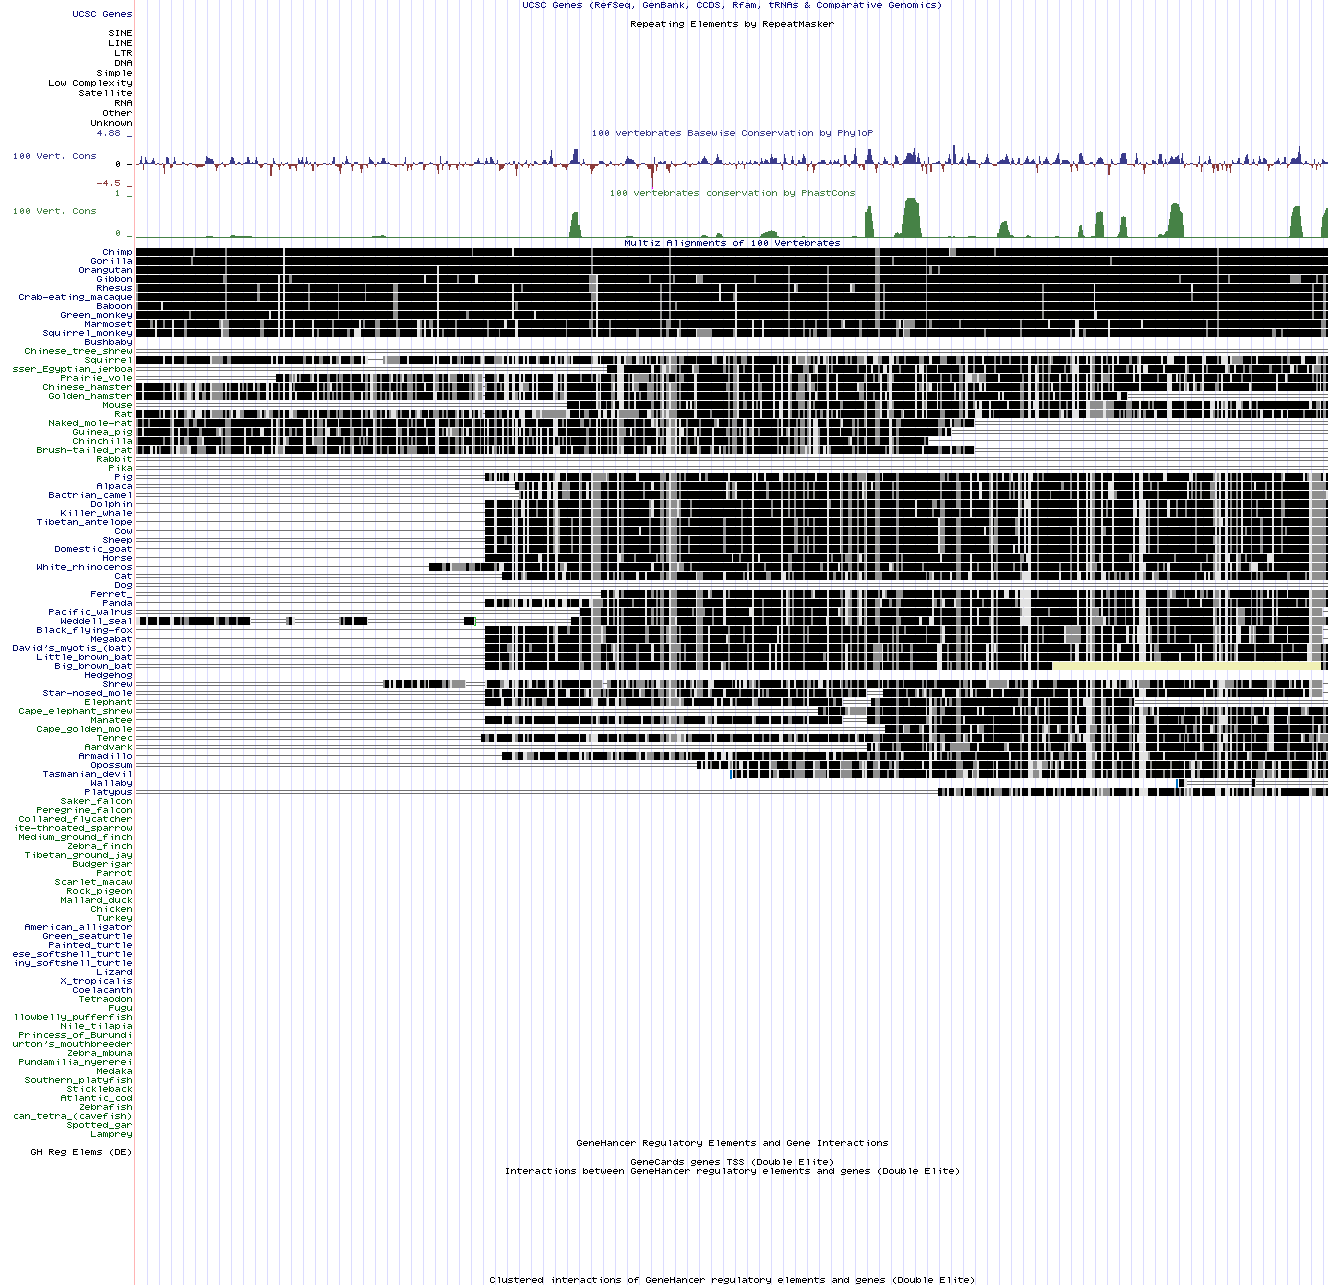 UCSC Genes (RefSeq, GenBank, CCDS, Rfam, tRNAs & Comparative Genomics)
UCSC Genes
Repeating Elements by RepeatMasker
SINE
LINE
LTR
DNA
Simple
Low Complexity
Satellite
RNA
Other
Unknown
100 vertebrates Basewise Conservation by PhyloP
4.88 _
100 Vert. Cons
0 _
-4.5 _
100 vertebrates conservation by PhastCons
1 _
100 Vert. Cons
0 _
Multiz Alignments of 100 Vertebrates
Chimp
Gorilla
Orangutan
Gibbon
Rhesus
Crab-eating_macaque
Baboon
Green_monkey
Marmoset
Squirrel_monkey
Bushbaby
Chinese_tree_shrew
Squirrel
sser_Egyptian_jerboa
Prairie_vole
Chinese_hamster
Golden_hamster
Mouse
Rat
Naked_mole-rat
Guinea_pig
Chinchilla
Brush-tailed_rat
Rabbit
Pika
Pig
Alpaca
Bactrian_camel
Dolphin
Killer_whale
Tibetan_antelope
Cow
Sheep
Domestic_goat
Horse
White_rhinoceros
Cat
Dog
Ferret_
Panda
Pacific_walrus
Weddell_seal
Black_flying-fox
Megabat
David's_myotis_(bat)
Little_brown_bat
Big_brown_bat
Hedgehog
Shrew
Star-nosed_mole
Elephant
Cape_elephant_shrew
Manatee
Cape_golden_mole
Tenrec
Aardvark
Armadillo
Opossum
Tasmanian_devil
Wallaby
Platypus
Saker_falcon
Peregrine_falcon
Collared_flycatcher
ite-throated_sparrow
Medium_ground_finch
Zebra_finch
Tibetan_ground_jay
Budgerigar
Parrot
Scarlet_macaw
Rock_pigeon
Mallard_duck
Chicken
Turkey
American_alligator
Green_seaturtle
Painted_turtle
ese_softshell_turtle
iny_softshell_turtle
Lizard
X_tropicalis
Coelacanth
Tetraodon
Fugu
llowbelly_pufferfish
Nile_tilapia
Princess_of_Burundi
urton's_mouthbreeder
Zebra_mbuna
Pundamilia_nyererei
Medaka
Southern_platyfish
Stickleback
Atlantic_cod
Zebrafish
can_tetra_(cavefish)
Spotted_gar
Lamprey
GeneHancer Regulatory Elements and Gene Interactions
GH Reg Elems (DE)
GeneCards genes TSS (Double Elite)
Interactions between GeneHancer regulatory elements and genes (Double Elite)
Clustered interactions of GeneHancer regulatory elements and genes (Double Elite)